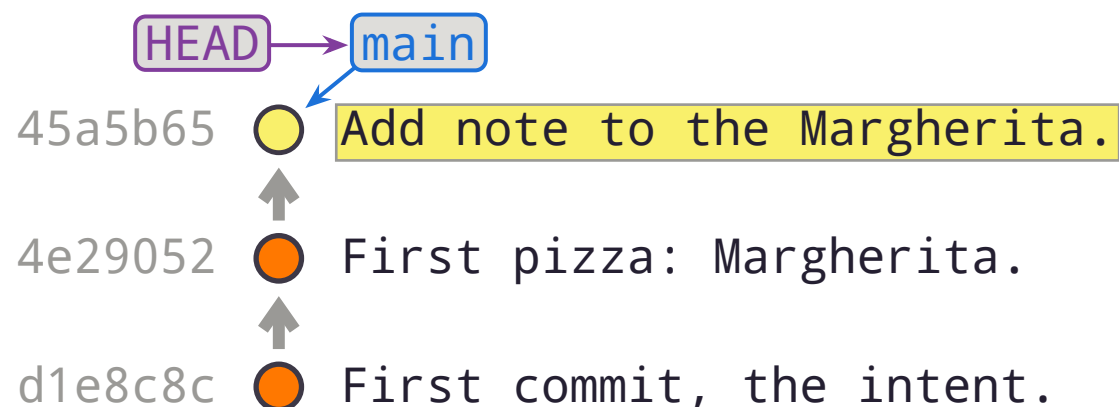 HEAD main
45a5b65 Add note to the Margherita.
4e29052 First pizza: Margherita.
d1e8c8c First commit, the intent.